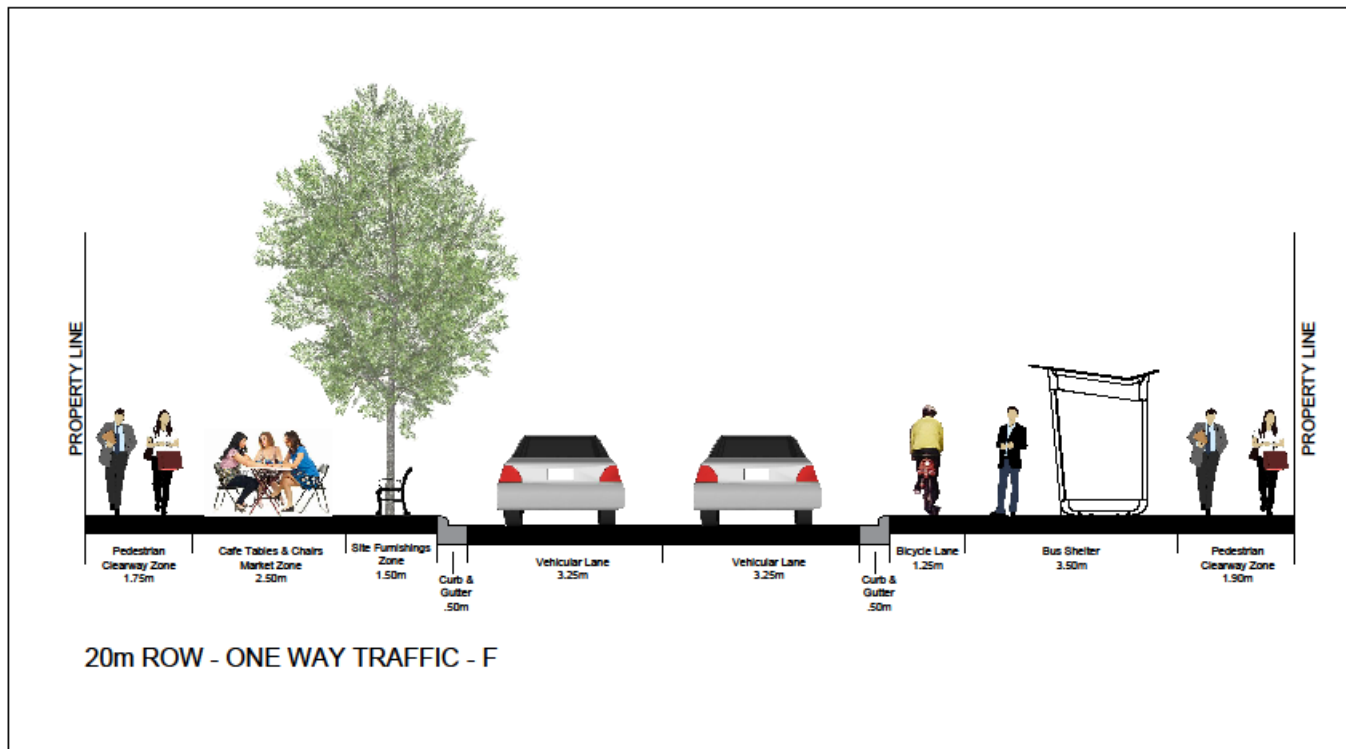 PROPERTY LINE
PROPERTY LINE
Pedestrian
Clearway Zone
1.75m
Cafe Tables & Chairs
Market Zone
2.50m
Site Furnishings
Zone
1.50m
Curb &
Gutter
.50m
Vehicular Lane
3.25m
Vehicular Lane
3.25m
Curb &
Gutter
.50m
Bicycle Lane
1.25m
Bus Shelter
3.50m
Pedestrian
Clearway Zone
1.90m
20m ROW - ONE WAY TRAFFIC - F